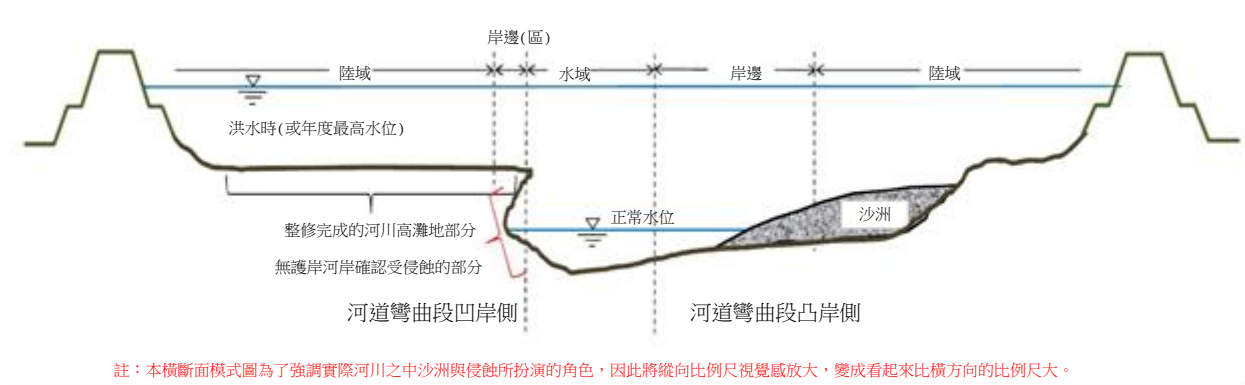 岸邊(區)
陸域
水域
岸邊
陸域
洪水時(或年度最高水位)
正常水位
沙洲
整修完成的河川高灘地部分
無護岸河岸確認受侵蝕的部分
河道彎曲段凹岸側
河道彎曲段凸岸側
註：本橫斷面模式圖為了強調實際河川之中沙洲與侵蝕所扮演的角色，因此將縱向比例尺視覺感放大，變成看起來比橫方向的比例尺大。